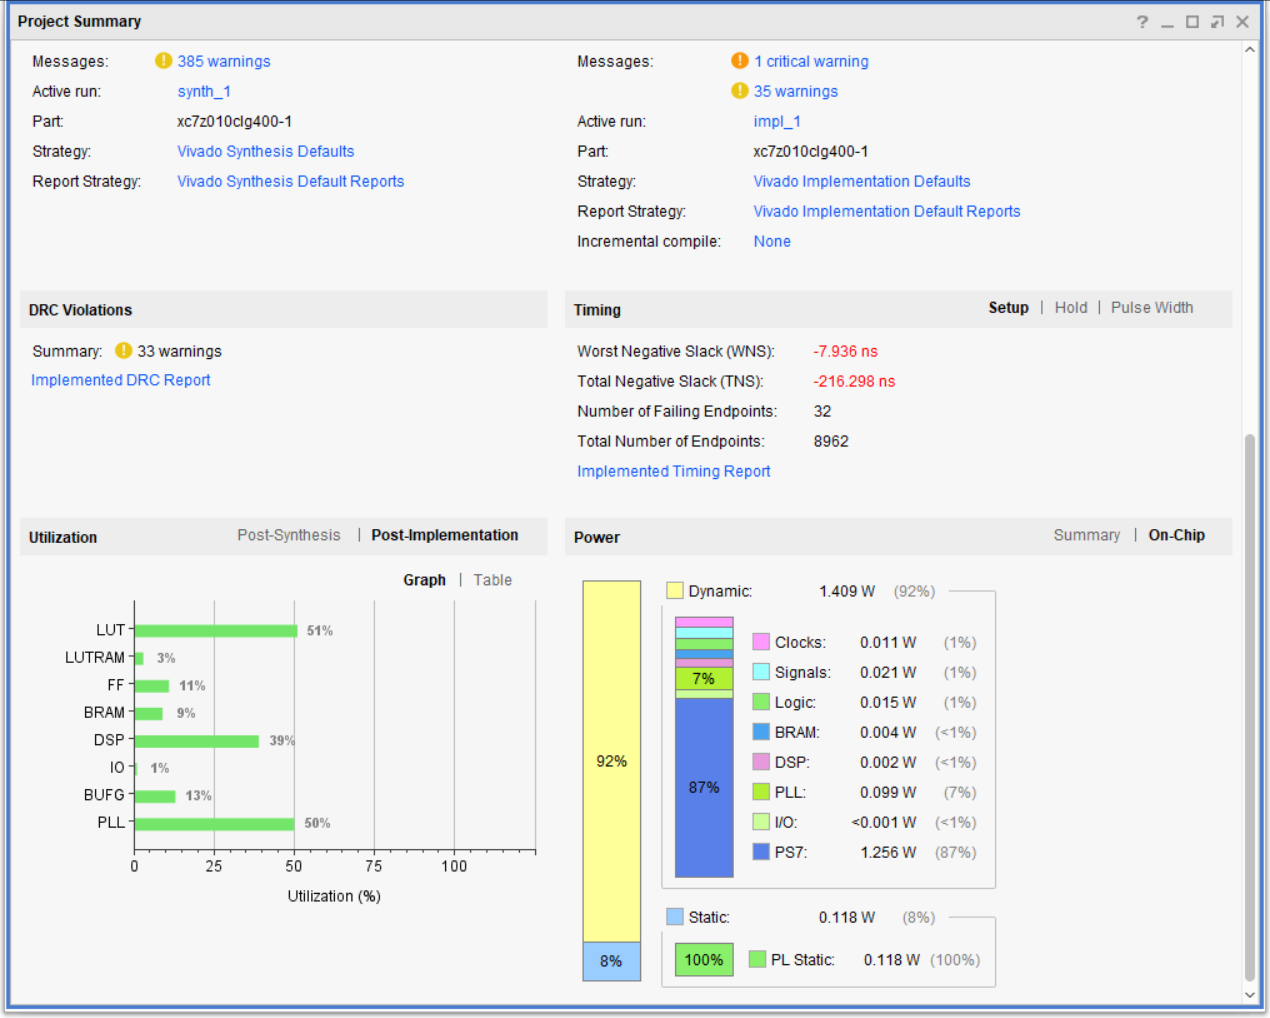 Project Summary
Messages: 385 warnings
Active run: synth_1
Part: xc7z010clg400-1
Strategy: Vivado Synthesis Defaults
Report Strategy: Vivado Synthesis Default Reports
Messages: 1 critical warning
35 warnings
Active run: impl_1
Part: xc7z010clg400-1
Strategy: Vivado Implementation Defaults
Report Strategy: Vivado Implementation Default Reports
Incremental compile: None
DRC Violations
Summary: 33 warnings
Implemented DRC Report
Timing Setup | Hold | Pulse Width
Worst Negative Slack (WNS): -7.936 ns
Total Negative Slack (TNS): -216.298 ns
Number of Failing Endpoints: 32
Total Number of Endpoints: 8962
Implemented Timing Report
Utilization Post-Synthesis | Post-Implementation
Graph | Table
LUT 51%
LUTRAM 3%
FF 11%
BRAM 9%
DSP 39%
IO 1%
BUFG 13%
PLL 50%
0 25 50 75 100
Utilization (%)
Power Summary | On-Chip
92%
8%
Dynamic: 1.409 W (92%)
7%
87%
Clocks: 0.011 W (1%)
Signals: 0.021 W (1%)
Logic: 0.015 W (1%)
BRAM: 0.004 W (<1%)
DSP: 0.002 W (<1%)
PLL: 0.099 W (7%)
I/O: <0.001 W (<1%)
PS7: 1.256 W (87%)
Static: 0.118 W (8%)
100% PL Static: 0.118 W (100%)